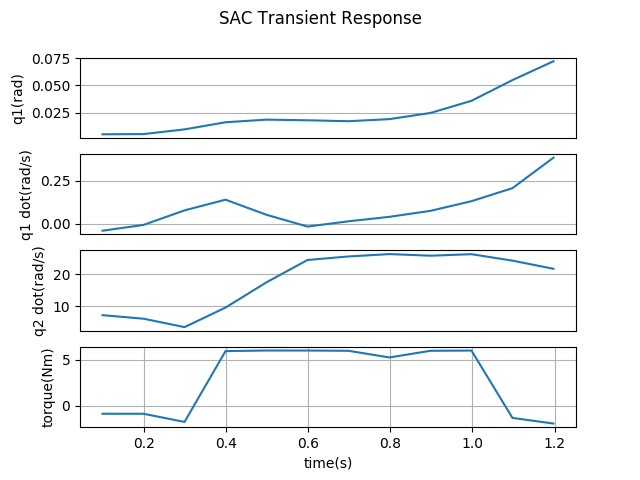 SAC Transient Response
0.075
0.050
0.025
q1(rad)
0.25
0.00
q1 dot(rad/s)
20
10
q2 dot(rad/s)
5
0
torque(Nm)
0.2 0.4 0.6 0.8 1.0 1.2
time(s)